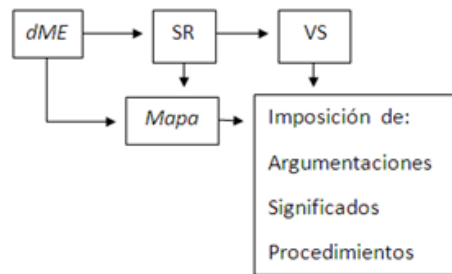 dME
SR
VS
Mapa
Imposición de:
Argumentaciones
Significados
Procedimientos